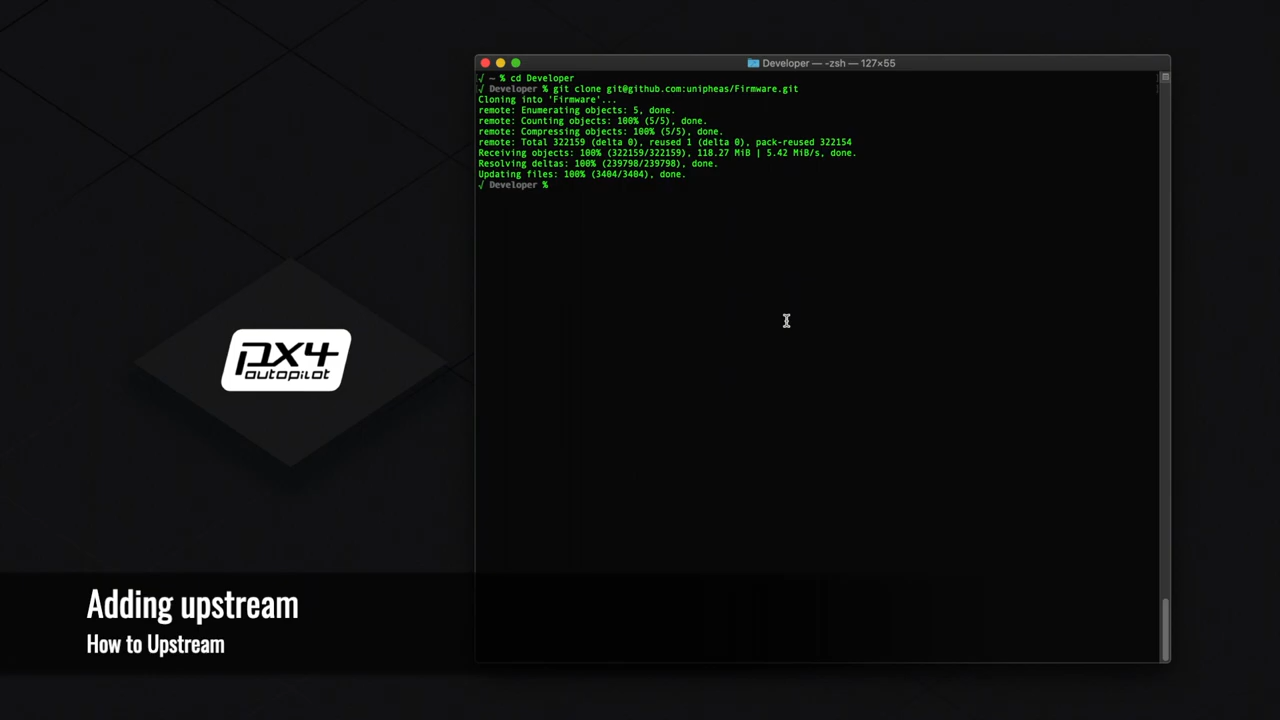 Developer — -zsh — 127×55
√ ~ % cd Developer
√ Developer % git clone git@github.com:unipheas/Firmware.git
Cloning into 'Firmware'...
remote: Enumerating objects: 5, done.
remote: Counting objects: 100% (5/5), done.
remote: Compressing objects: 100% (5/5), done.
remote: Total 322159 (delta 0), reused 1 (delta 0), pack-reused 322154
Receiving objects: 100% (322159/322159), 118.27 MiB | 5.42 MiB/s, done.
Resolving deltas: 100% (239798/239798), done.
Updating files: 100% (3404/3404), done.
√ Developer %
px4
autopilot
Adding upstream
How to Upstream